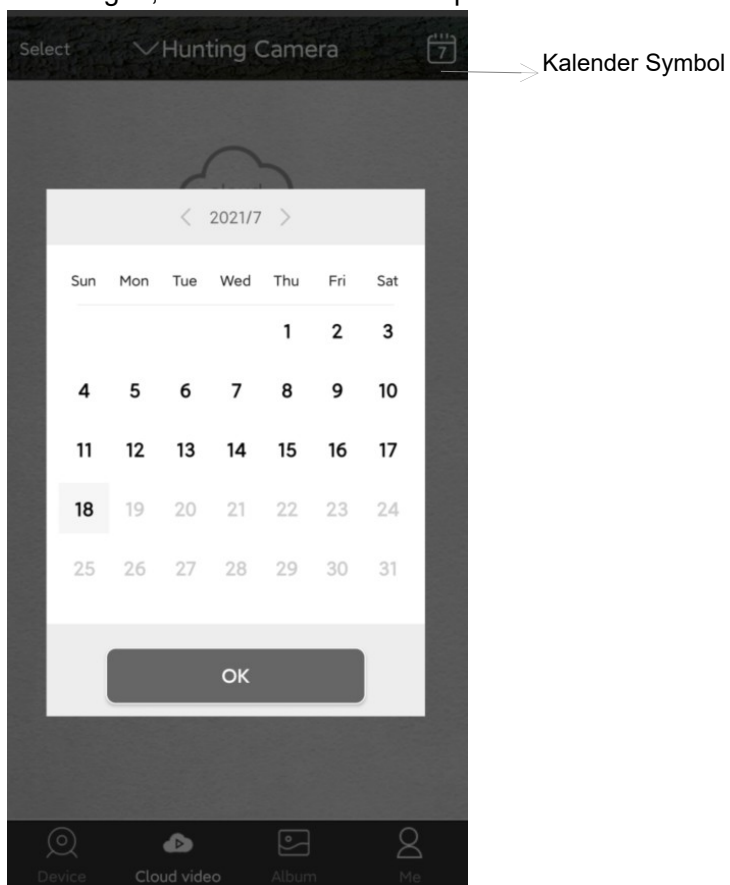 Select Hunting Camera 7
Kalender Symbol
2021/7
Sun Mon Tue Wed Thu Fri Sat
1 2 3
4 5 6 7 8 9 10
11 12 13 14 15 16 17
18 19 20 21 22 23 24
25 26 27 28 29 30 31
OK
Device Cloud video Album Me